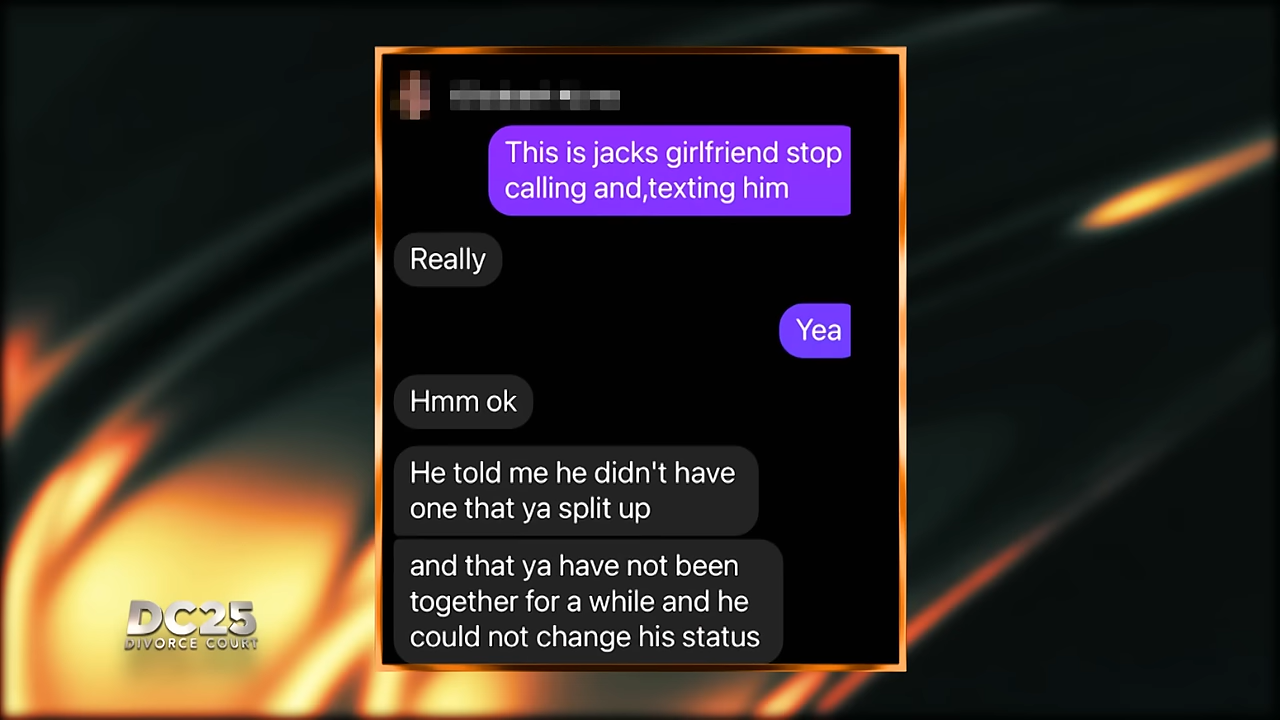 This is jacks girlfriend stop
calling and,texting him
Really
Yea
Hmm ok
He told me he didn't have
one that ya split up
and that ya have not been
together for a while and he
could not change his status
DC25
DIVORCE COURT